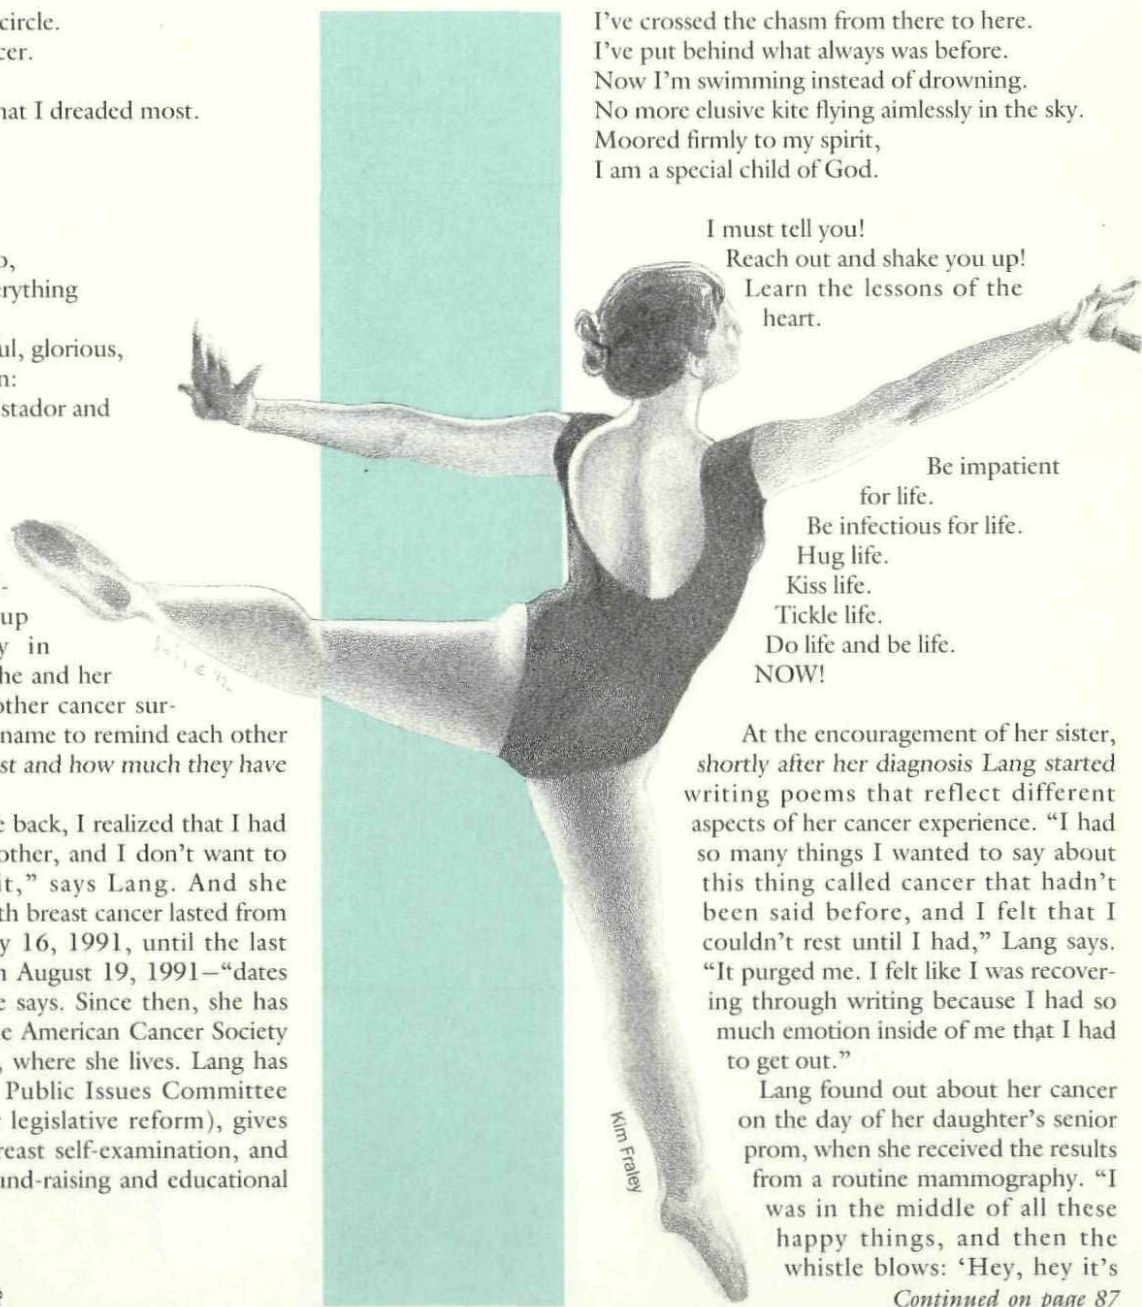 circle.
cer.
hat I dreaded most.
o,
erything
ul, glorious,
n:
stador and
-
up
y in
he and her
other cancer sur-
name to remind each other
st and how much they have
e back, I realized that I had
other, and I don't want to
it,” says Lang. And she
th breast cancer lasted from
y 16, 1991, until the last
n August 19, 1991–“dates
e says. Since then, she has
e American Cancer Society
, where she lives. Lang has
Public Issues Committee
r legislative reform), gives
reast self-examination, and
und-raising and educational
I've crossed the chasm from there to here.
I've put behind what always was before.
Now I'm swimming instead of drowning.
No more elusive kite flying aimlessly in the sky.
Moored firmly to my spirit,
I am a special child of God.
I must tell you!
Reach out and shake you up!
Learn the lessons of the
heart.
Be impatient
for life.
Be infectious for life.
Hug life.
Kiss life.
Tickle life.
Do life and be life.
NOW!
At the encouragement of her sister,
shortly after her diagnosis Lang started
writing poems that reflect different
aspects of her cancer experience. “I had
so many things I wanted to say about
this thing called cancer that hadn't
been said before, and I felt that I
couldn't rest until I had,” Lang says.
“It purged me. I felt like I was recover-
ing through writing because I had so
much emotion inside of me that I had
to get out.”
Lang found out about her cancer
on the day of her daughter's senior
prom, when she received the results
from a routine mammography. “I
was in the middle of all these
happy things, and then the
whistle blows: ‘Hey, hey it's
Continued on page 87
Kim Fraley